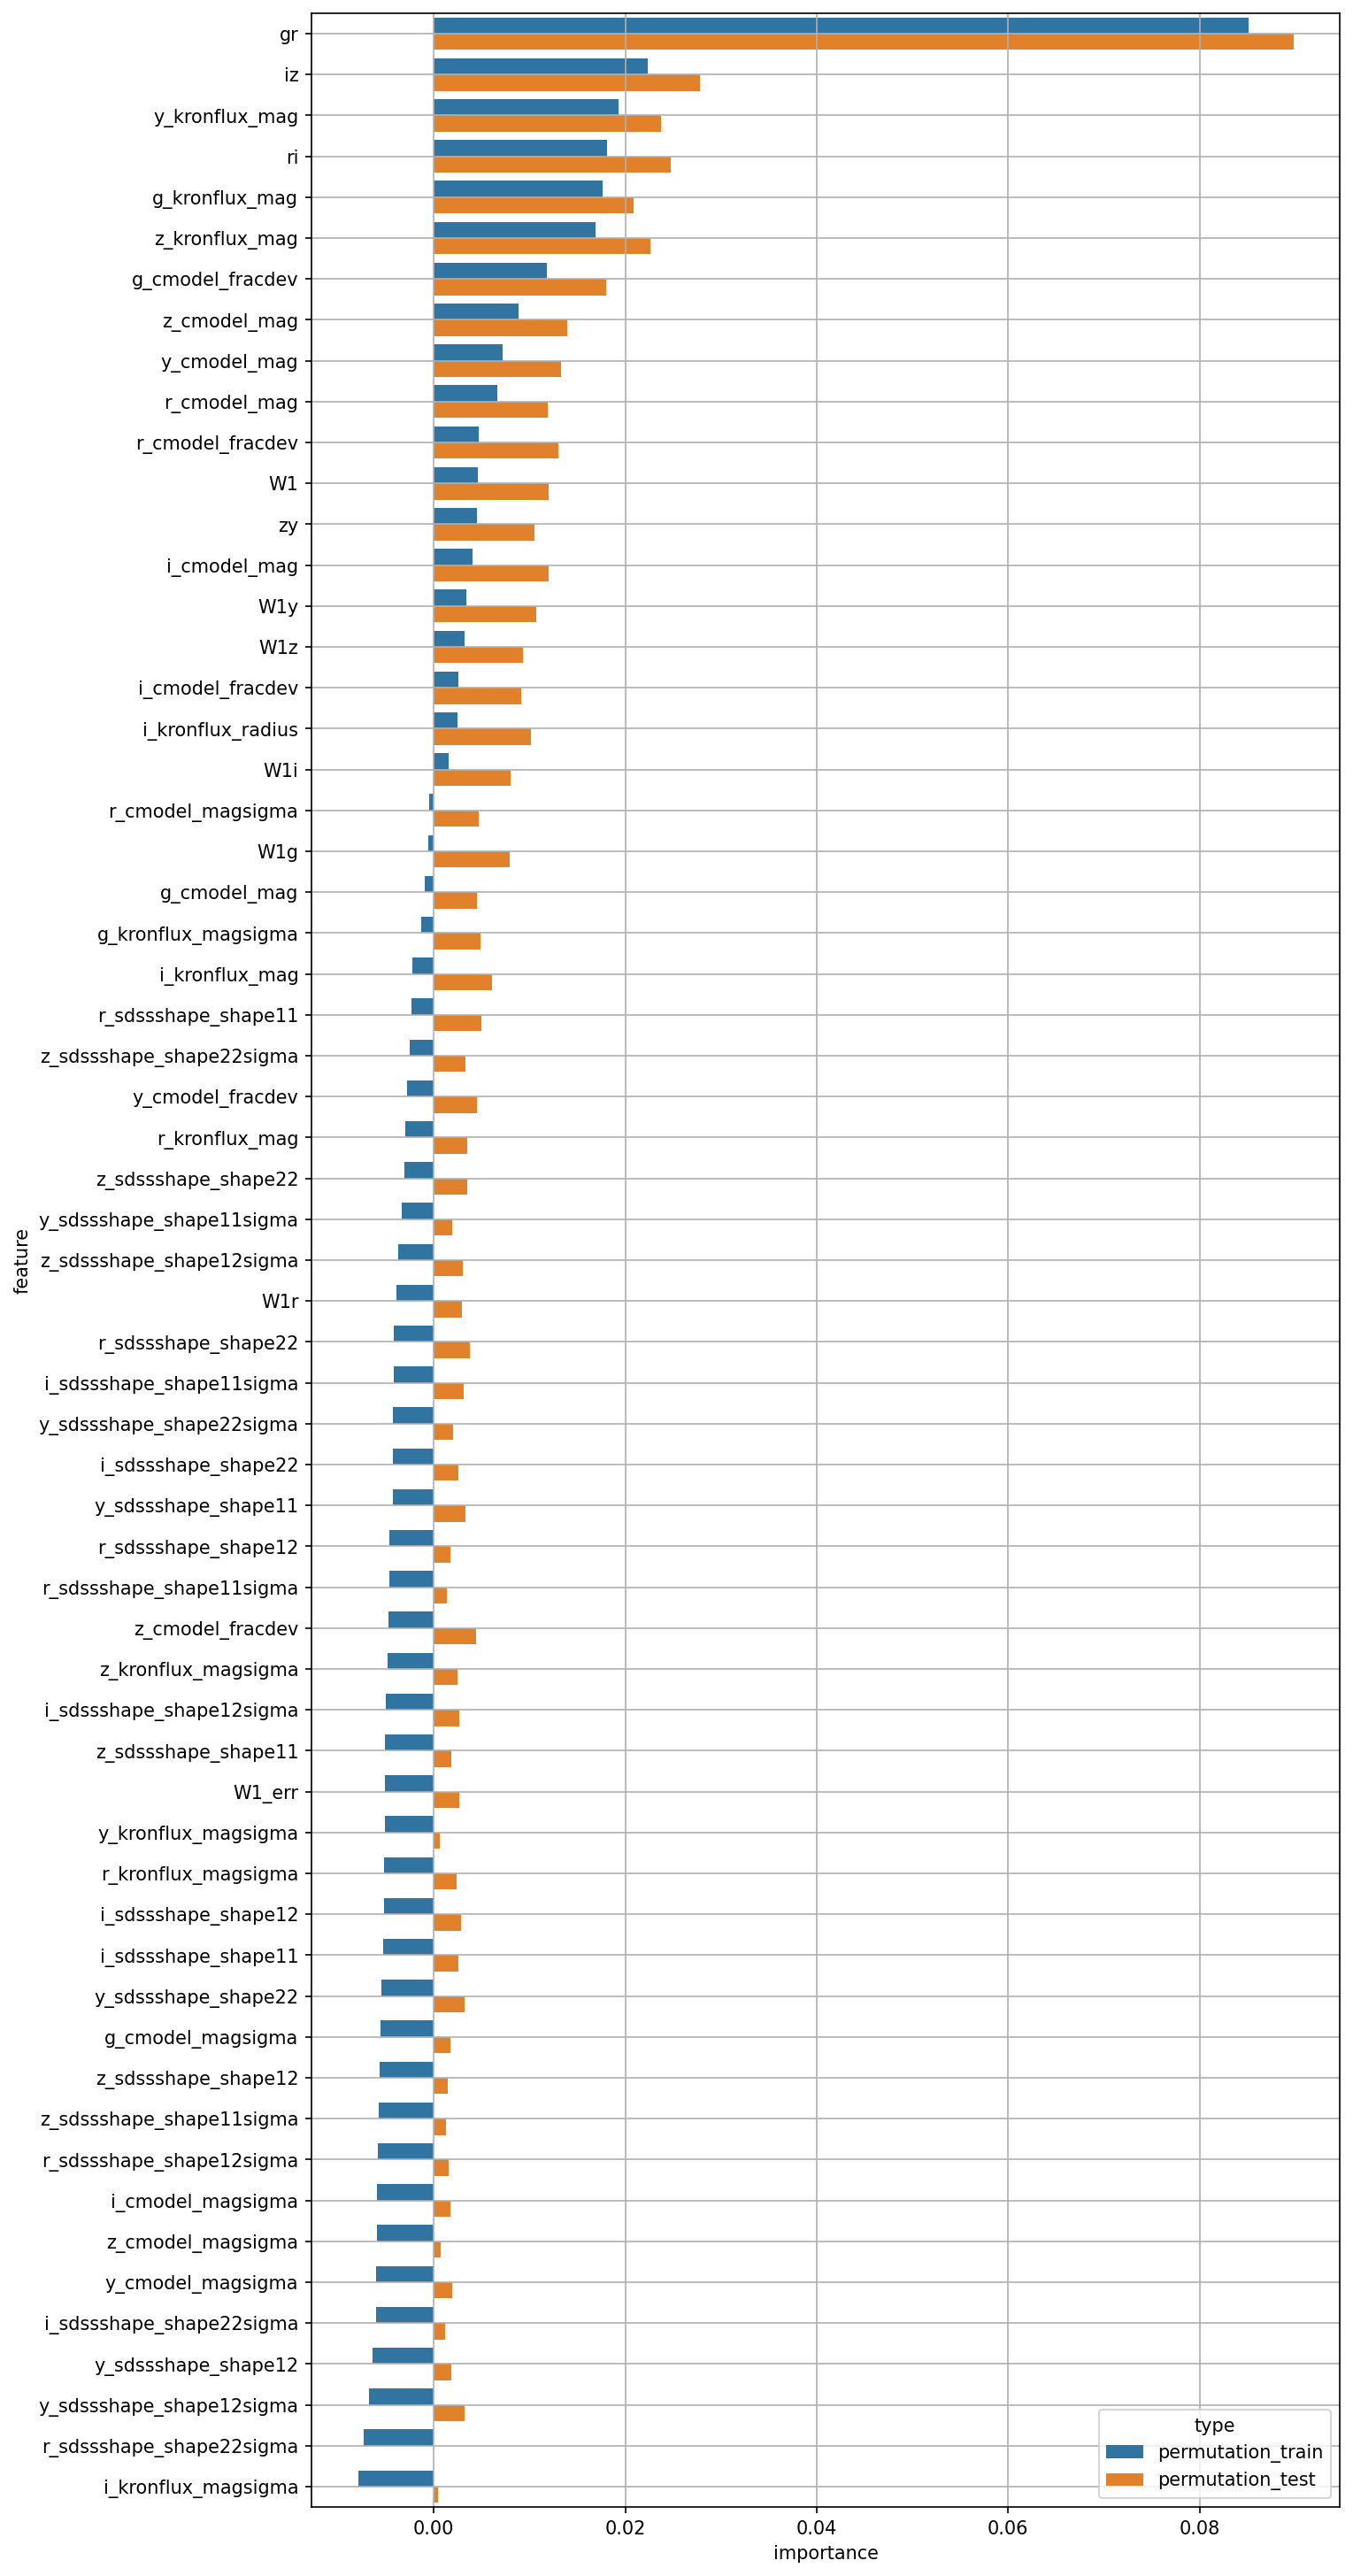 gr
iz
y_kronflux_mag
ri
g_kronflux_mag
z_kronflux_mag
g_cmodel_fracdev
z_cmodel_mag
y_cmodel_mag
r_cmodel_mag
r_cmodel_fracdev
W1
zy
i_cmodel_mag
W1y
W1z
i_cmodel_fracdev
i_kronflux_radius
W1i
r_cmodel_magsigma
W1g
g_cmodel_mag
g_kronflux_magsigma
i_kronflux_mag
r_sdssshape_shape11
z_sdssshape_shape22sigma
y_cmodel_fracdev
r_kronflux_mag
z_sdssshape_shape22
y_sdssshape_shape11sigma
z_sdssshape_shape12sigma
W1r
r_sdssshape_shape22
i_sdssshape_shape11sigma
y_sdssshape_shape22sigma
i_sdssshape_shape22
y_sdssshape_shape11
r_sdssshape_shape12
r_sdssshape_shape11sigma
z_cmodel_fracdev
z_kronflux_magsigma
i_sdssshape_shape12sigma
z_sdssshape_shape11
W1_err
y_kronflux_magsigma
r_kronflux_magsigma
i_sdssshape_shape12
i_sdssshape_shape11
y_sdssshape_shape22
g_cmodel_magsigma
z_sdssshape_shape12
z_sdssshape_shape11sigma
r_sdssshape_shape12sigma
i_cmodel_magsigma
z_cmodel_magsigma
y_cmodel_magsigma
i_sdssshape_shape22sigma
y_sdssshape_shape12
y_sdssshape_shape12sigma
r_sdssshape_shape22sigma
i_kronflux_magsigma
feature
type
permutation_train
permutation_test
0.00 0.02 0.04 0.06 0.08
importance